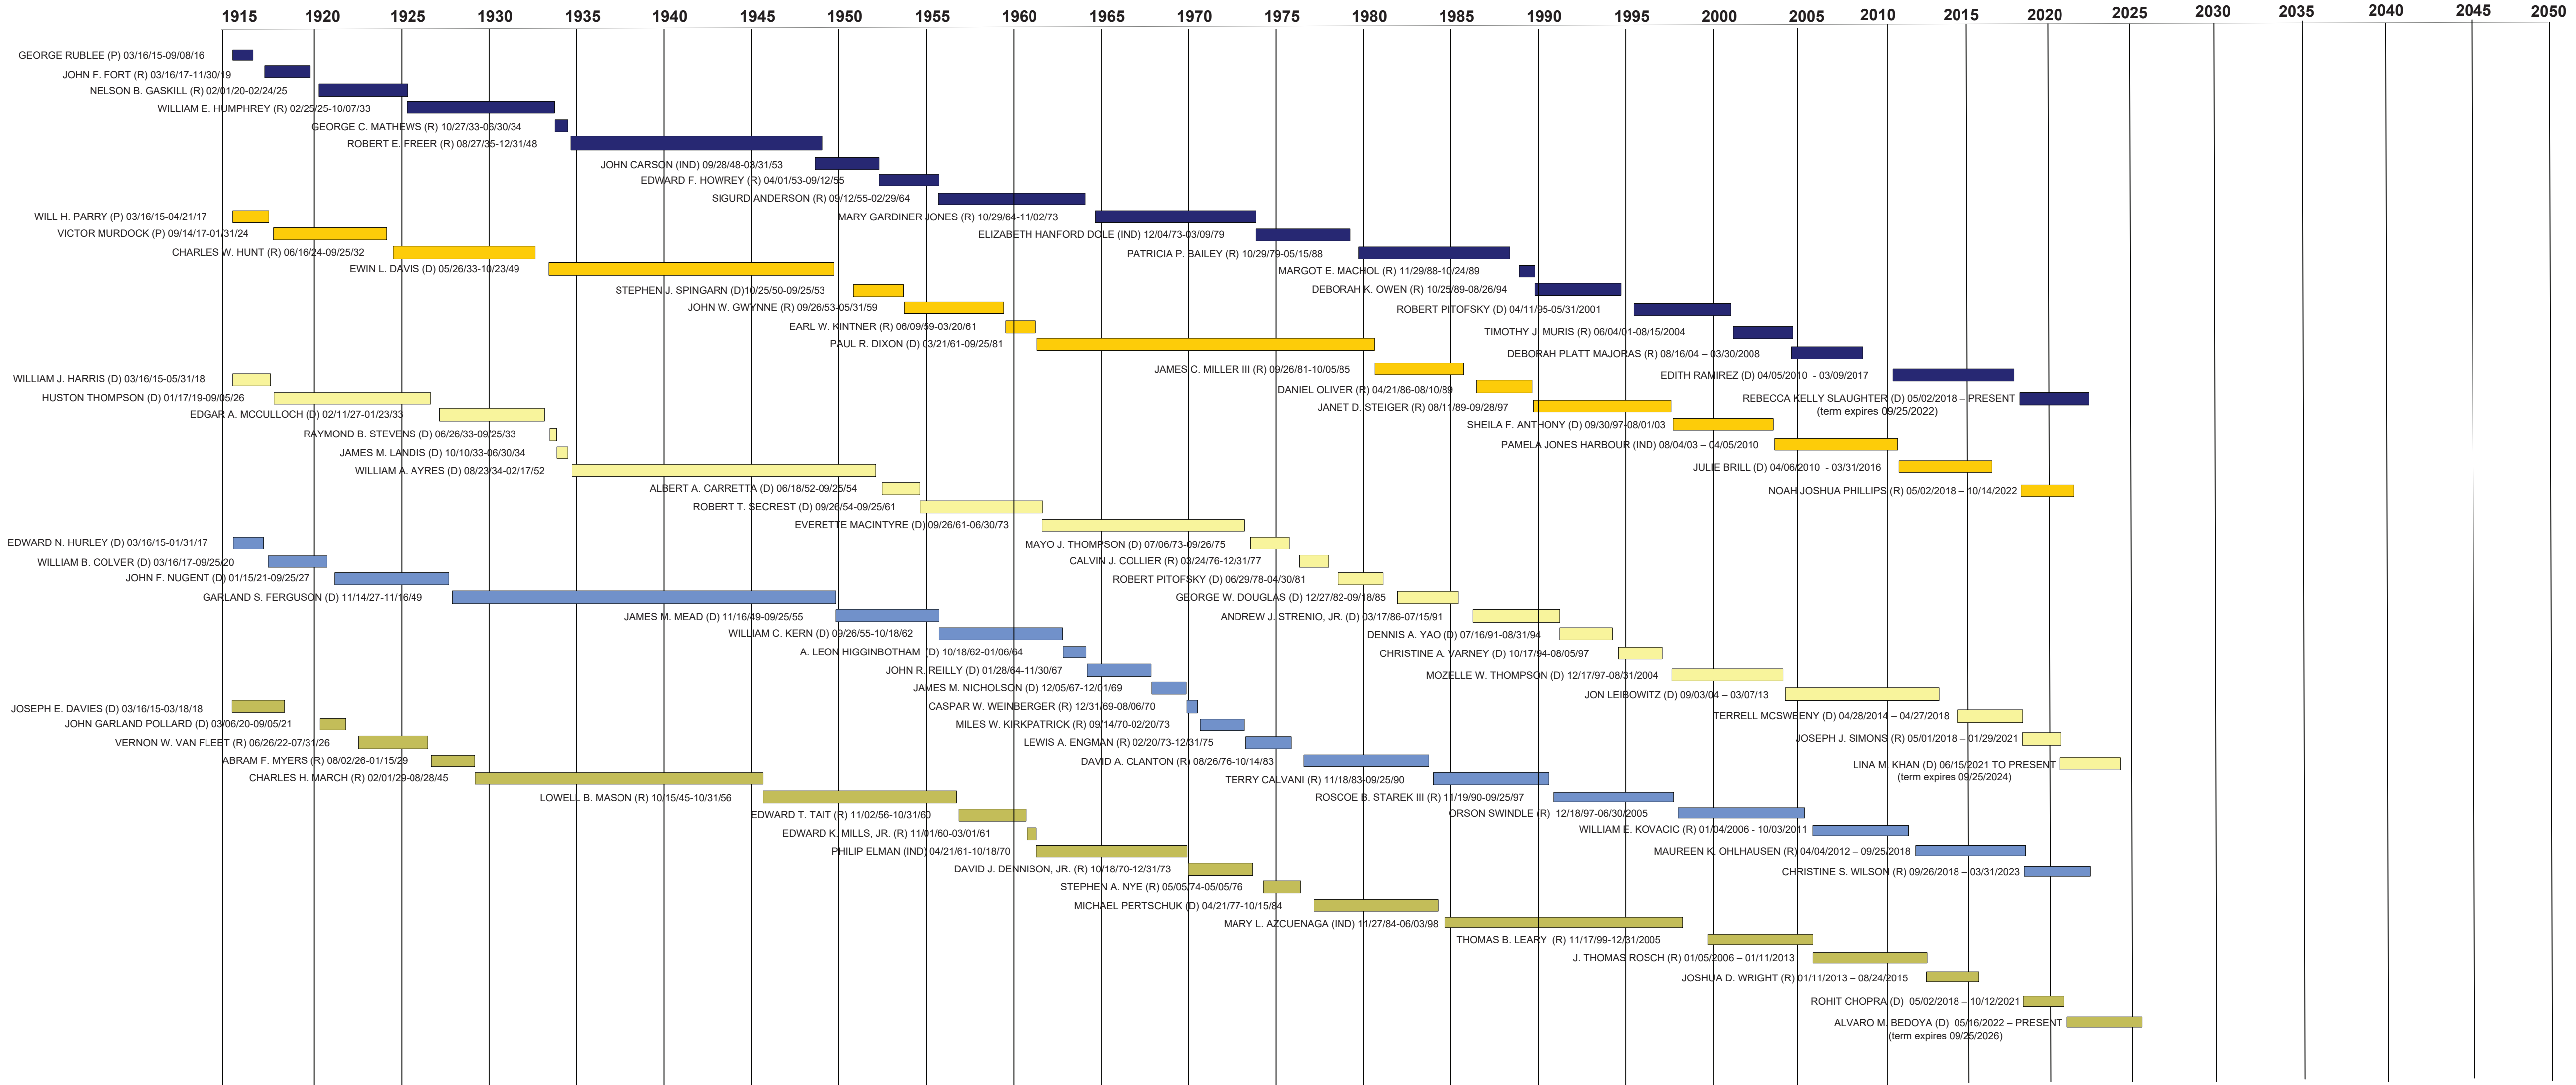 1915 1920 1925 1930 1935 1940 1945 1950 1955 1960 1965 1970 1975 1980 1985 1990 1995 2000 2005 2010 2015 2020 2025 2030 2035 2040 2045 2050
GEORGE RUBLEE (P) 03/16/15-09/08/16
JOHN F. FORT (R) 03/16/17-11/30/19
NELSON B. GASKILL (R) 02/01/20-02/24/25
WILLIAM E. HUMPHREY (R) 02/25/25-10/07/33
GEORGE C. MATHEWS (R) 10/27/33-06/30/34
ROBERT E. FREER (R) 08/27/35-12/31/48
JOHN CARSON (IND) 09/28/48-03/31/53
EDWARD F. HOWREY (R) 04/01/53-09/12/55
SIGURD ANDERSON (R) 09/12/55-02/29/64
MARY GARDINER JONES (R) 10/29/64-11/02/73
ELIZABETH HANFORD DOLE (IND) 12/04/73-03/09/79
PATRICIA P. BAILEY (R) 10/29/79-05/15/88
MARGOT E. MACHOL (R) 11/29/88-10/24/89
DEBORAH K. OWEN (R) 10/25/89-08/26/94
ROBERT PITOFSKY (D) 04/11/95-05/31/2001
TIMOTHY J. MURIS (R) 06/04/01-08/15/2004
DEBORAH PLATT MAJORAS (R) 08/16/04 – 03/30/2008
EDITH RAMIREZ (D) 04/05/2010 - 03/09/2017
REBECCA KELLY SLAUGHTER (D) 05/02/2018 – PRESENT
(term expires 09/25/2022)
WILL H. PARRY (P) 03/16/15-04/21/17
VICTOR MURDOCK (P) 09/14/17-01/31/24
CHARLES W. HUNT (R) 06/16/24-09/25/32
EWIN L. DAVIS (D) 05/26/33-10/23/49
STEPHEN J. SPINGARN (D)10/25/50-09/25/53
JOHN W. GWYNNE (R) 09/26/53-05/31/59
EARL W. KINTNER (R) 06/09/59-03/20/61
PAUL R. DIXON (D) 03/21/61-09/25/81
JAMES C. MILLER III (R) 09/26/81-10/05/85
DANIEL OLIVER (R) 04/21/86-08/10/89
JANET D. STEIGER (R) 08/11/89-09/28/97
SHEILA F. ANTHONY (D) 09/30/97-08/01/03
PAMELA JONES HARBOUR (IND) 08/04/03 – 04/05/2010
JULIE BRILL (D) 04/06/2010 - 03/31/2016
NOAH JOSHUA PHILLIPS (R) 05/02/2018 – 10/14/2022
WILLIAM J. HARRIS (D) 03/16/15-05/31/18
HUSTON THOMPSON (D) 01/17/19-09/05/26
EDGAR A. MCCULLOCH (D) 02/11/27-01/23/33
RAYMOND B. STEVENS (D) 06/26/33-09/25/33
JAMES M. LANDIS (D) 10/10/33-06/30/34
WILLIAM A. AYRES (D) 08/23/34-02/17/52
ALBERT A. CARRETTA (D) 06/18/52-09/25/54
ROBERT T. SECREST (D) 09/26/54-09/25/61
EVERETTE MACINTYRE (D) 09/26/61-06/30/73
MAYO J. THOMPSON (D) 07/06/73-09/26/75
CALVIN J. COLLIER (R) 03/24/76-12/31/77
ROBERT PITOFSKY (D) 06/29/78-04/30/81
GEORGE W. DOUGLAS (D) 12/27/82-09/18/85
ANDREW J. STRENIO, JR. (D) 03/17/86-07/15/91
DENNIS A. YAO (D) 07/16/91-08/31/94
CHRISTINE A. VARNEY (D) 10/17/94-08/05/97
MOZELLE W. THOMPSON (D) 12/17/97-08/31/2004
JON LEIBOWITZ (D) 09/03/04 – 03/07/13
TERRELL MCSWEENY (D) 04/28/2014 – 04/27/2018
JOSEPH J. SIMONS (R) 05/01/2018 – 01/29/2021
LINA M. KHAN (D) 06/15/2021 TO PRESENT
(term expires 09/25/2024)
EDWARD N. HURLEY (D) 03/16/15-01/31/17
WILLIAM B. COLVER (D) 03/16/17-09/25/20
JOHN F. NUGENT (D) 01/15/21-09/25/27
GARLAND S. FERGUSON (D) 11/14/27-11/16/49
JAMES M. MEAD (D) 11/16/49-09/25/55
WILLIAM C. KERN (D) 09/26/55-10/18/62
A. LEON HIGGINBOTHAM (D) 10/18/62-01/06/64
JOHN R. REILLY (D) 01/28/64-11/30/67
JAMES M. NICHOLSON (D) 12/05/67-12/01/69
CASPAR W. WEINBERGER (R) 12/31/69-08/06/70
MILES W. KIRKPATRICK (R) 09/14/70-02/20/73
LEWIS A. ENGMAN (R) 02/20/73-12/31/75
DAVID A. CLANTON (R) 08/26/76-10/14/83
TERRY CALVANI (R) 11/18/83-09/25/90
ROSCOE B. STAREK III (R) 11/19/90-09/25/97
ORSON SWINDLE (R) 12/18/97-06/30/2005
WILLIAM E. KOVACIC (R) 01/04/2006 - 10/03/2011
MAUREEN K. OHLHAUSEN (R) 04/04/2012 – 09/25/2018
CHRISTINE S. WILSON (R) 09/26/2018 – 03/31/2023
JOSEPH E. DAVIES (D) 03/16/15-03/18/18
JOHN GARLAND POLLARD (D) 03/06/20-09/05/21
VERNON W. VAN FLEET (R) 06/26/22-07/31/26
ABRAM F. MYERS (R) 08/02/26-01/15/29
CHARLES H. MARCH (R) 02/01/29-08/28/45
LOWELL B. MASON (R) 10/15/45-10/31/56
EDWARD T. TAIT (R) 11/02/56-10/31/60
EDWARD K. MILLS, JR. (R) 11/01/60-03/01/61
PHILIP ELMAN (IND) 04/21/61-10/18/70
DAVID J. DENNISON, JR. (R) 10/18/70-12/31/73
STEPHEN A. NYE (R) 05/05/74-05/05/76
MICHAEL PERTSCHUK (D) 04/21/77-10/15/84
MARY L. AZCUENAGA (IND) 11/27/84-06/03/98
THOMAS B. LEARY (R) 11/17/99-12/31/2005
J. THOMAS ROSCH (R) 01/05/2006 – 01/11/2013
JOSHUA D. WRIGHT (R) 01/11/2013 – 08/24/2015
ROHIT CHOPRA (D) 05/02/2018 – 10/12/2021
ALVARO M. BEDOYA (D) 05/16/2022 – PRESENT
(term expires 09/25/2026)